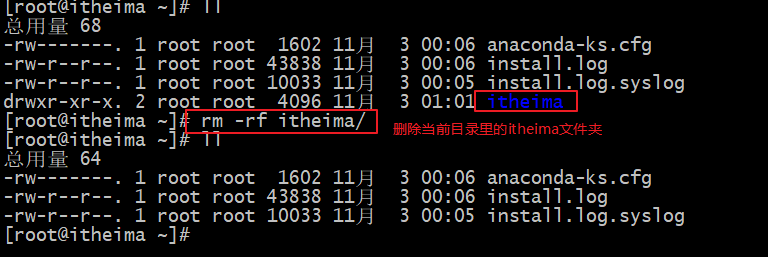 [root@itheima ~]# ll
总用量 68
-rw-------. 1 root root  1602 11月  3 00:06 anaconda-ks.cfg
-rw-r--r--. 1 root root 43838 11月  3 00:06 install.log
-rw-r--r--. 1 root root 10033 11月  3 00:05 install.log.syslog
drwxr-xr-x. 2 root root  4096 11月  3 01:01 itheima
[root@itheima ~]# rm -rf itheima/ 删除当前目录里的itheima文件夹
[root@itheima ~]# ll
总用量 64
-rw-------. 1 root root  1602 11月  3 00:06 anaconda-ks.cfg
-rw-r--r--. 1 root root 43838 11月  3 00:06 install.log
-rw-r--r--. 1 root root 10033 11月  3 00:05 install.log.syslog
[root@itheima ~]#